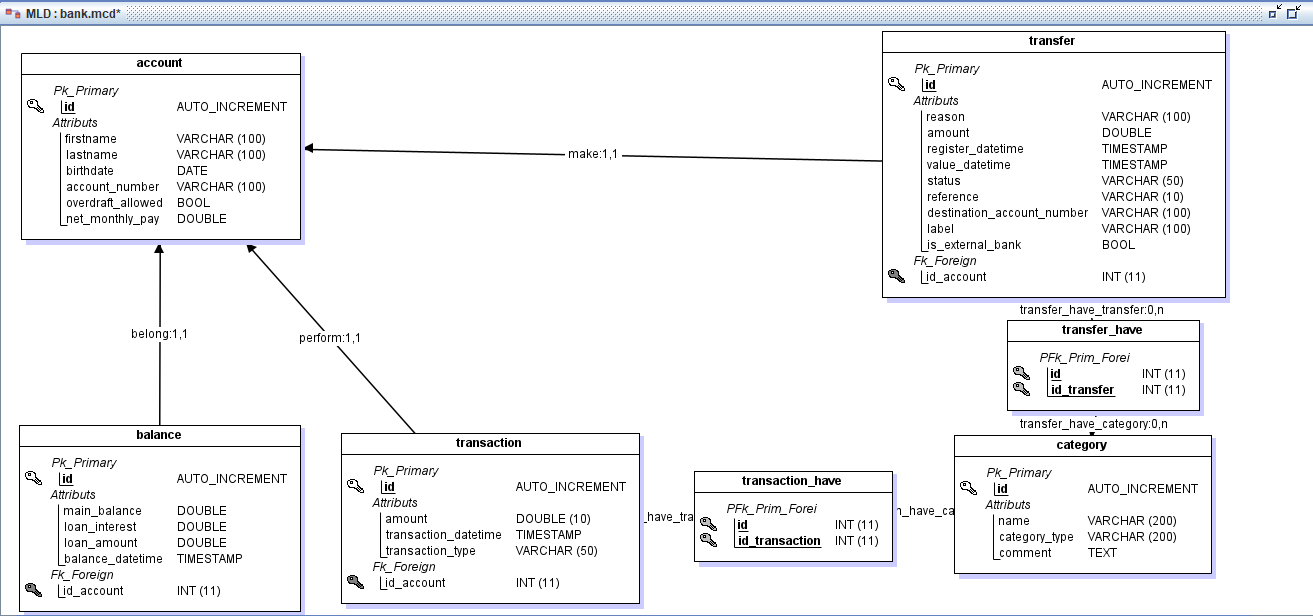 MLD : bank.mcd*
account
Pk_Primary
id AUTO_INCREMENT
Attributs
firstname VARCHAR (100)
lastname VARCHAR (100)
birthdate DATE
account_number VARCHAR (100)
overdraft_allowed BOOL
net_monthly_pay DOUBLE
transfer
Pk_Primary
id AUTO_INCREMENT
Attributs
reason VARCHAR (100)
amount DOUBLE
register_datetime TIMESTAMP
value_datetime TIMESTAMP
status VARCHAR (50)
reference VARCHAR (10)
destination_account_number VARCHAR (100)
label VARCHAR (100)
is_external_bank BOOL
Fk_Foreign
id_account INT (11)
make:1,1
belong:1,1
perform:1,1
transfer_have_transfer:0,n
transfer_have
PFk_Prim_Forei
id INT (11)
id_transfer INT (11)
transfer_have_category:0,n
balance
Pk_Primary
id AUTO_INCREMENT
Attributs
main_balance DOUBLE
loan_interest DOUBLE
loan_amount DOUBLE
balance_datetime TIMESTAMP
Fk_Foreign
id_account INT (11)
transaction
Pk_Primary
id AUTO_INCREMENT
Attributs
amount DOUBLE (10)
transaction_datetime TIMESTAMP
transaction_type VARCHAR (50)
Fk_Foreign
id_account INT (11)
_have_tra
transaction_have
PFk_Prim_Forei
id INT (11)
id_transaction INT (11)
n_have_ca
category
Pk_Primary
id AUTO_INCREMENT
Attributs
name VARCHAR (200)
category_type VARCHAR (200)
comment TEXT